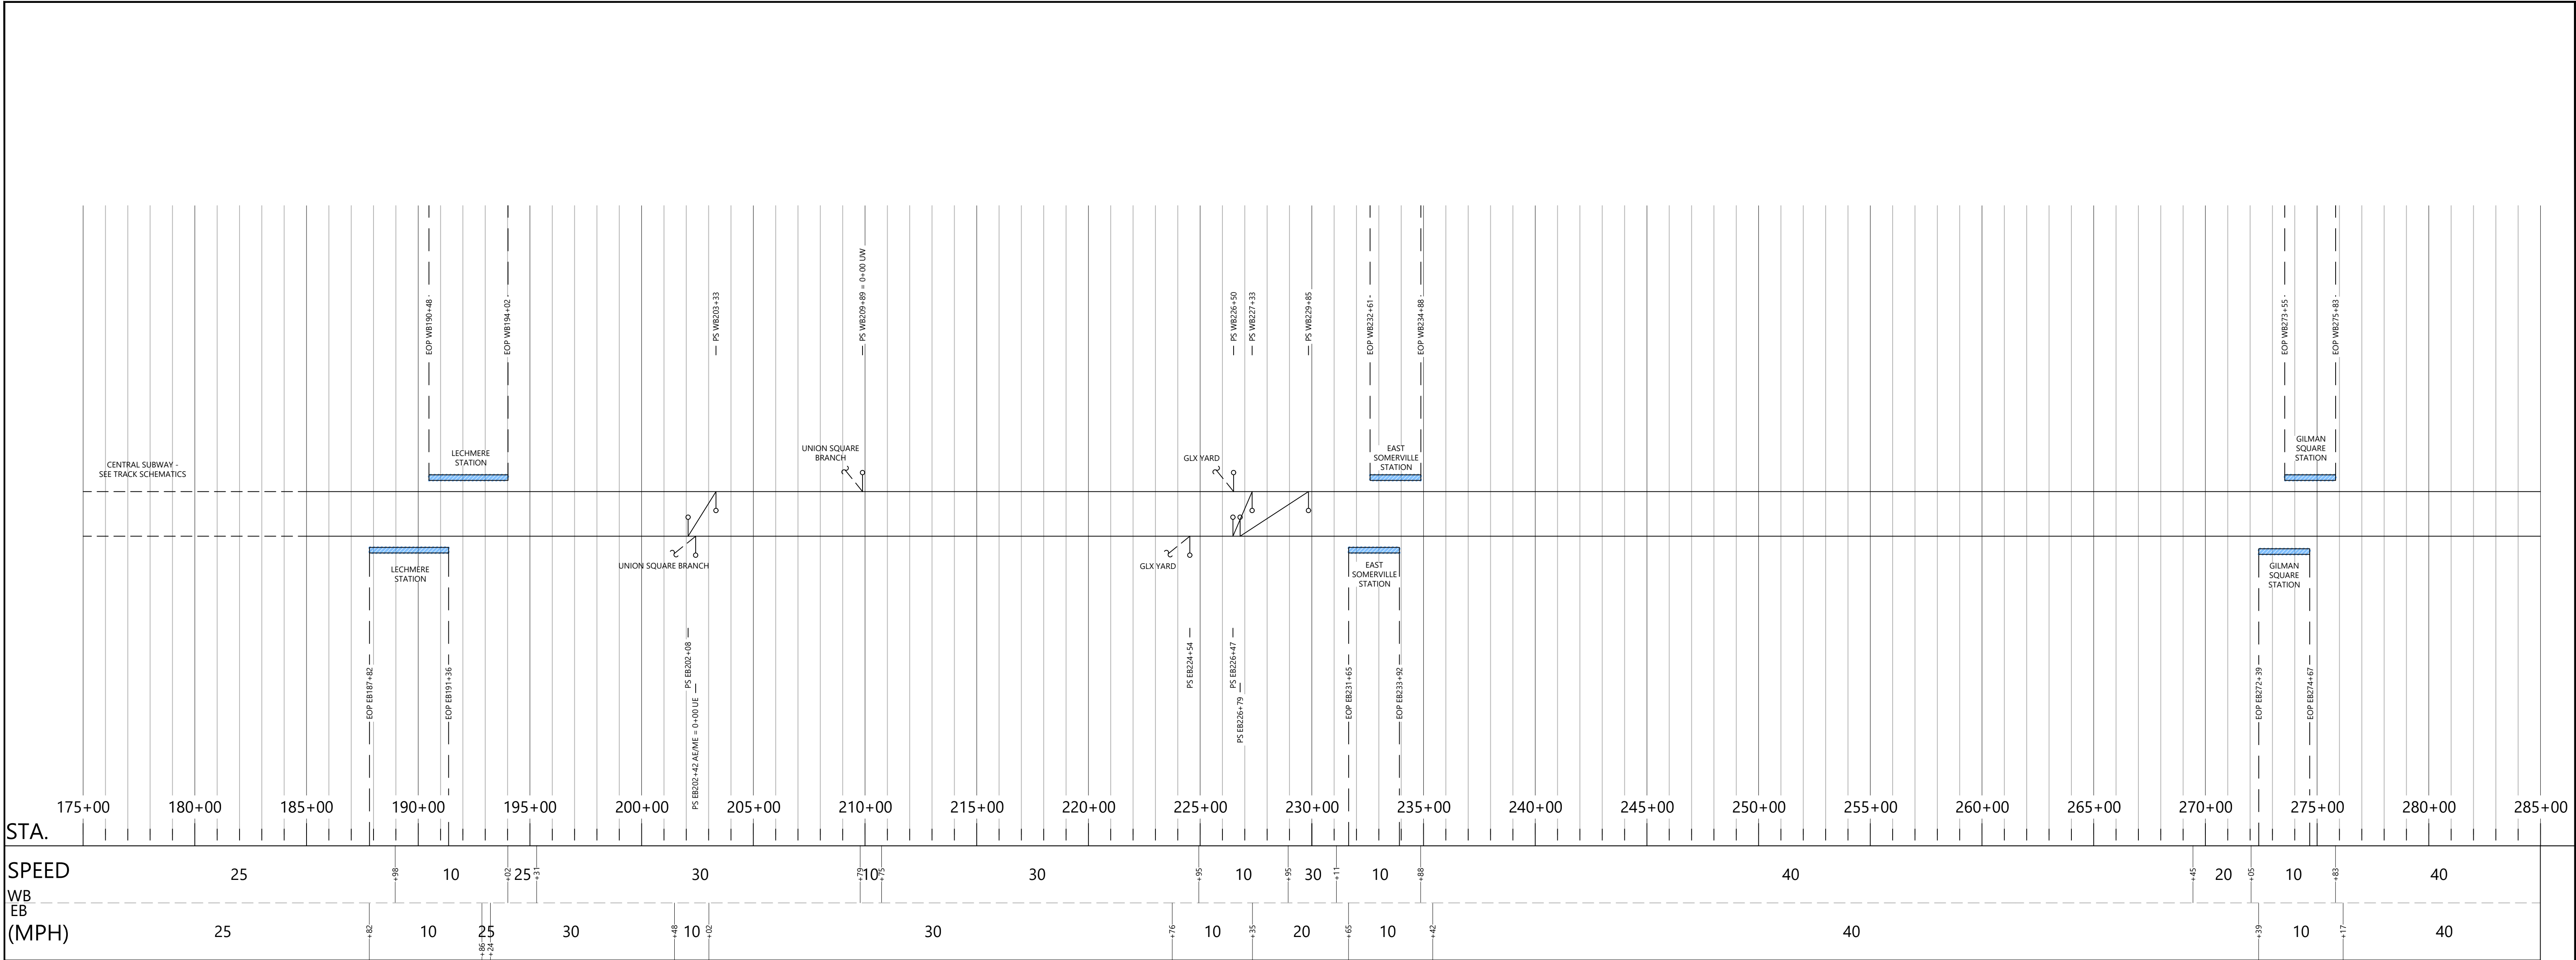 EOP WB190+48 -
EOP WB194+02 -
PS WB203+33
PS WB209+89 = 0+00 UW
PS WB226+50
PS WB227+33
PS WB229+85
EOP WB232+61 -
EOP WB234+88 -
EOP WB273+55 -
EOP WB275+83 -
CENTRAL SUBWAY -
SEE TRACK SCHEMATICS
LECHMERE
STATION
UNION SQUARE
BRANCH
GLX YARD
EAST
SOMERVILLE
STATION
GILMAN
SQUARE
STATION
LECHMERE
STATION
UNION SQUARE BRANCH
GLX YARD
EAST
SOMERVILLE
STATION
GILMAN
SQUARE
STATION
EOP EB187+82
EOP EB191+36
PS EB202+08
PS EB202+42 AE/ME = 0+00 UE
PS EB224+54
PS EB226+47
PS EB226+79
EOP EB231+65
EOP EB233+92
EOP EB272+39
EOP EB274+67
175+00 180+00 185+00 190+00 195+00 200+00 205+00 210+00 215+00 220+00 225+00 230+00 235+00 240+00 245+00 250+00 255+00 260+00 265+00 270+00 275+00 280+00 285+00
STA.
SPEED
25 +98 10 +02 25 +31 30 +79 10 +75 30 +95 10 +95 30 +11 10 +88 40 +45 20 +05 10 +83 40
WB
EB
(MPH)
25 +82 10 +86 25 +24 30 +48 10 +02 30 +76 10 +35 20 +65 10 +42 40 +39 10 +17 40